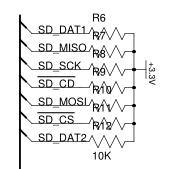 R6
SD_DAT1
R7
SD_MISO
R8
SD_SCK
R9
SD_CD
R10
SD_MOSI
R11
SD_CS
R12
SD_DAT2
10K
+3.3V